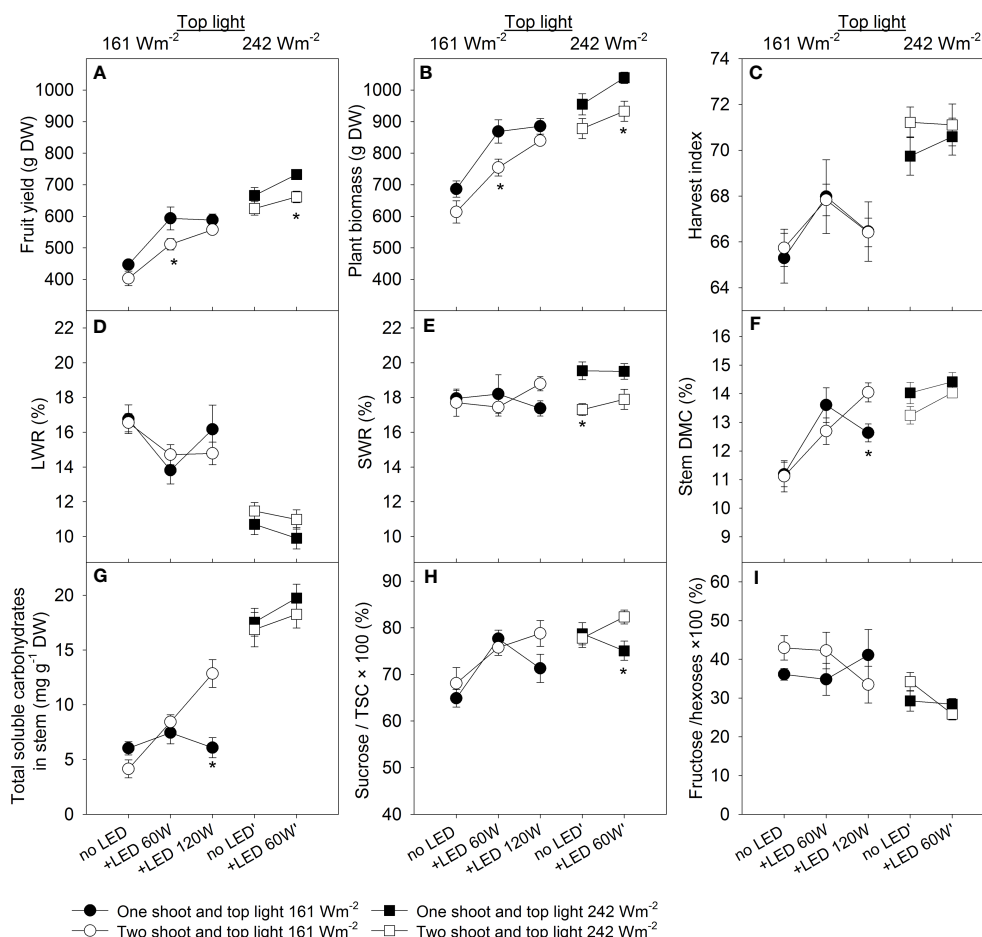 Top light
161 Wm-2 242 Wm-2
Top light
161 Wm-2 242 Wm-2
Top light
161 Wm-2 242 Wm-2
A
Fruit yield (g DW)
1000
900
800
700
600
500
400
*
*
B
Plant biomass (g DW)
1000
900
800
700
600
500
400
*
*
C
Harvest index
74
72
70
68
66
64
D
LWR (%)
22
20
18
16
14
12
10
E
SWR (%)
22
20
18
16
14
12
10
*
F
Stem DMC (%)
16
15
14
13
12
11
10
9
*
G
Total soluble carbohydrates
in stem (mg g-1 DW)
20
15
10
5
0
*
H
Sucrose / TSC × 100 (%)
90
80
70
60
50
40
*
I
Fructose /hexoses ×100 (%)
60
50
40
30
20
10
0
no LED
+LED 60W
+LED 120W
no LED'
+LED 60W'
no LED
+LED 60W
+LED 120W
no LED'
+LED 60W'
no LED
+LED 60W
+LED 120W
no LED'
+LED 60W'
One shoot and top light 161 Wm-2 One shoot and top light 242 Wm-2
Two shoot and top light 161 Wm-2 Two shoot and top light 242 Wm-2